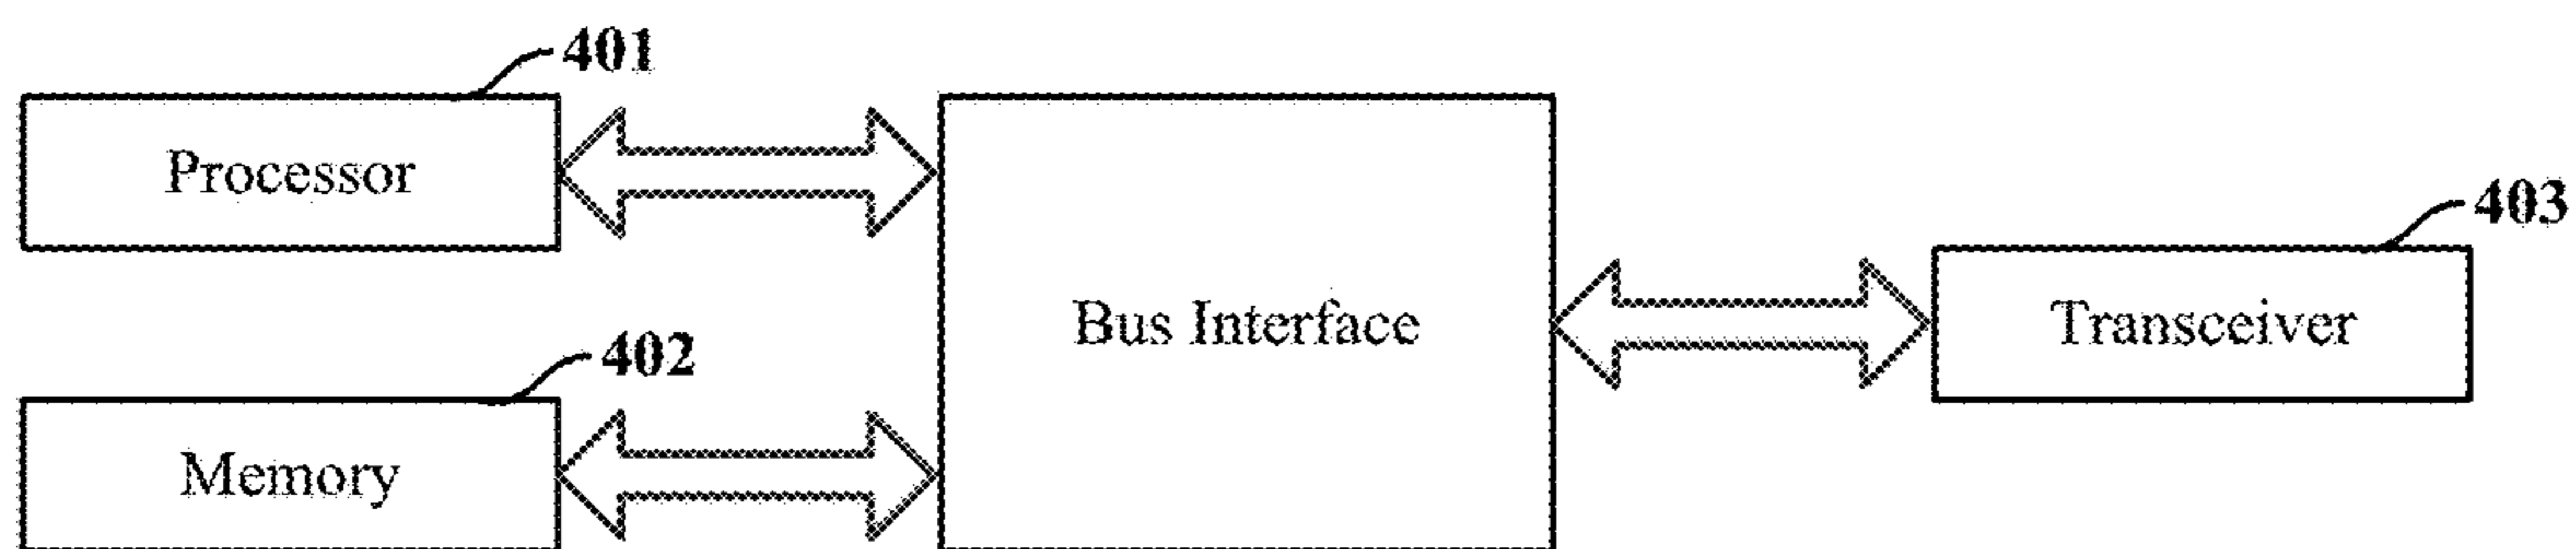 401
Processor
403
Bus Interface
Transceiver
402
Memory